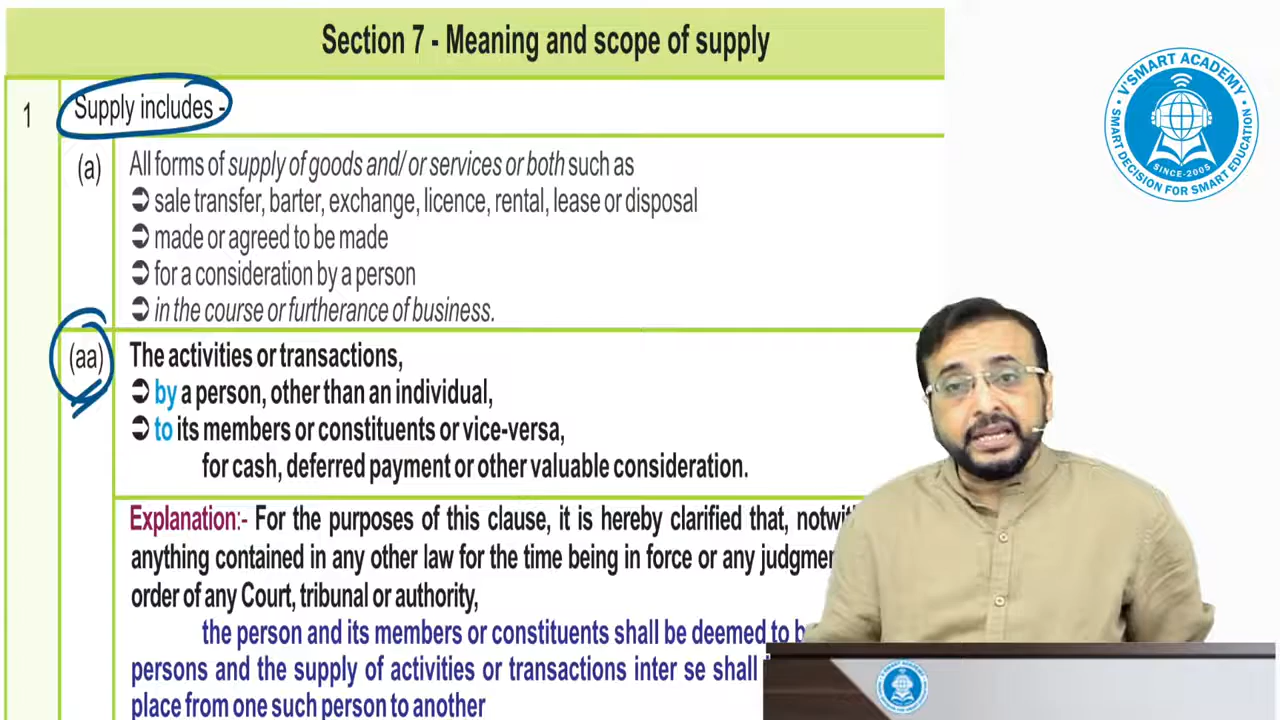 Section 7 - Meaning and scope of supply
1
Supply includes -
(a)
All forms of supply of goods and/ or services or both such as
➲ sale transfer, barter, exchange, licence, rental, lease or disposal
➲ made or agreed to be made
➲ for a consideration by a person
➲ in the course or furtherance of business.
(aa)
The activities or transactions,
➲ by a person, other than an individual,
➲ to its members or constituents or vice-versa,
for cash, deferred payment or other valuable consideration.
Explanation:- For the purposes of this clause, it is hereby clarified that,
anything contained in any other law for the time being in force or any
order of any Court, tribunal or authority,
the person and its members or constituents shall be deemed to
persons and the supply of activities or transactions inter se shall
place from one such person to another
V'SMART ACADEMY
SINCE-2005
SMART DECISION FOR SMART EDUCATION